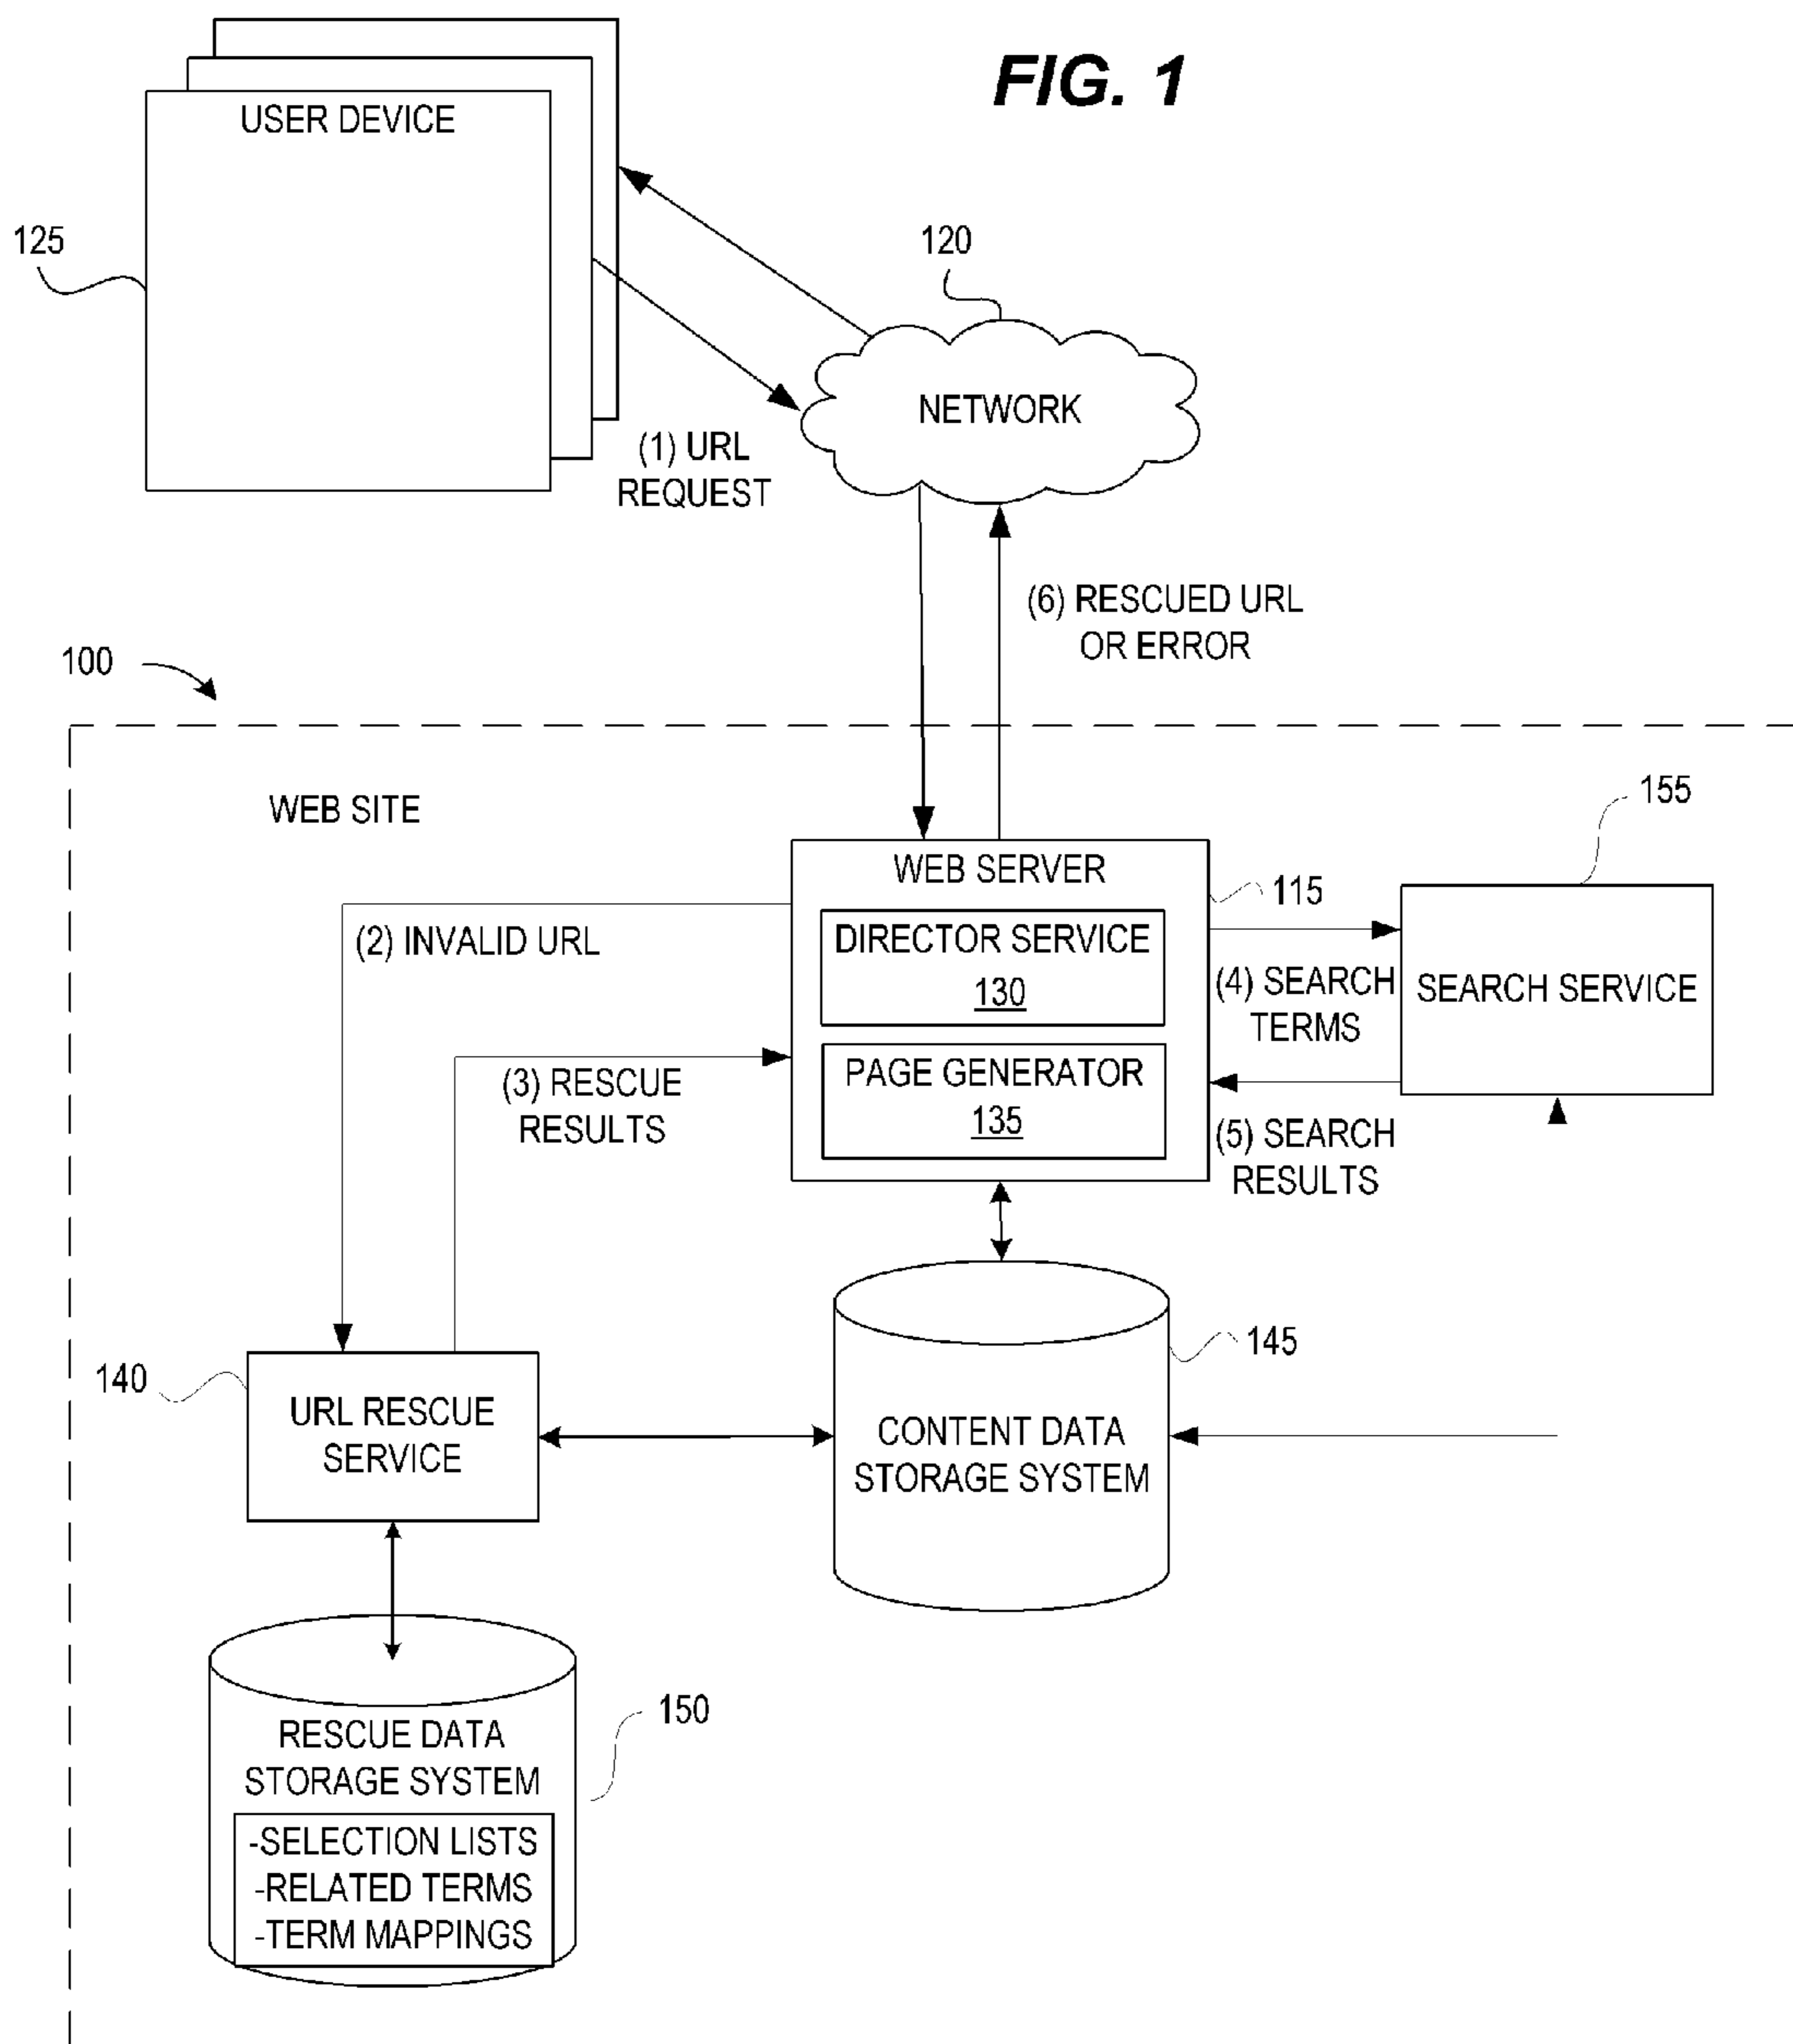 FIG. 1
USER DEVICE
125
120
NETWORK
(1) URL
REQUEST
(6) RESCUED URL
OR ERROR
100
WEB SITE
155
WEB SERVER
115
(2) INVALID URL
DIRECTOR SERVICE
130
(4) SEARCH
TERMS
SEARCH SERVICE
(3) RESCUE
RESULTS
PAGE GENERATOR
135
(5) SEARCH
RESULTS
145
140
URL RESCUE
SERVICE
CONTENT DATA
STORAGE SYSTEM
150
RESCUE DATA
STORAGE SYSTEM
-SELECTION LISTS
-RELATED TERMS
-TERM MAPPINGS